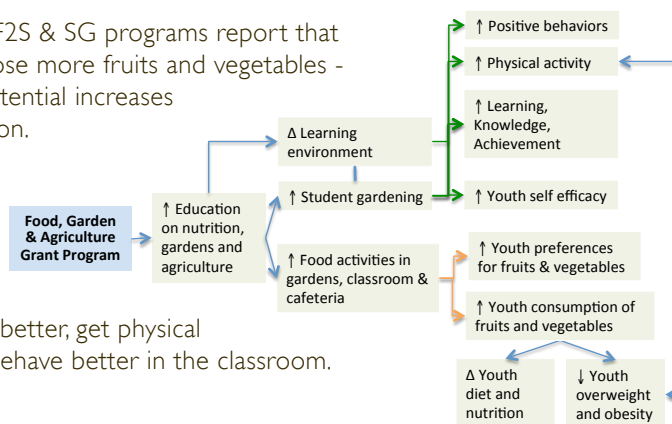 F2S & SG programs report that
ose more fruits and vegetables -
tential increases
on.
↑ Positive behaviors
↑ Physical activity
↑ Learning,
Knowledge,
Achievement
↑ Youth self efficacy
Δ Learning
environment
↑ Student gardening
Food, Garden
& Agriculture
Grant Program
↑ Education
on nutrition,
gardens and
agriculture
↑ Food activities in
gardens, classroom &
cafeteria
↑ Youth preferences
for fruits & vegetables
↑ Youth consumption of
fruits and vegetables
better, get physical
ehave better in the classroom.
Δ Youth
diet and
nutrition
↓ Youth
overweight
and obesity